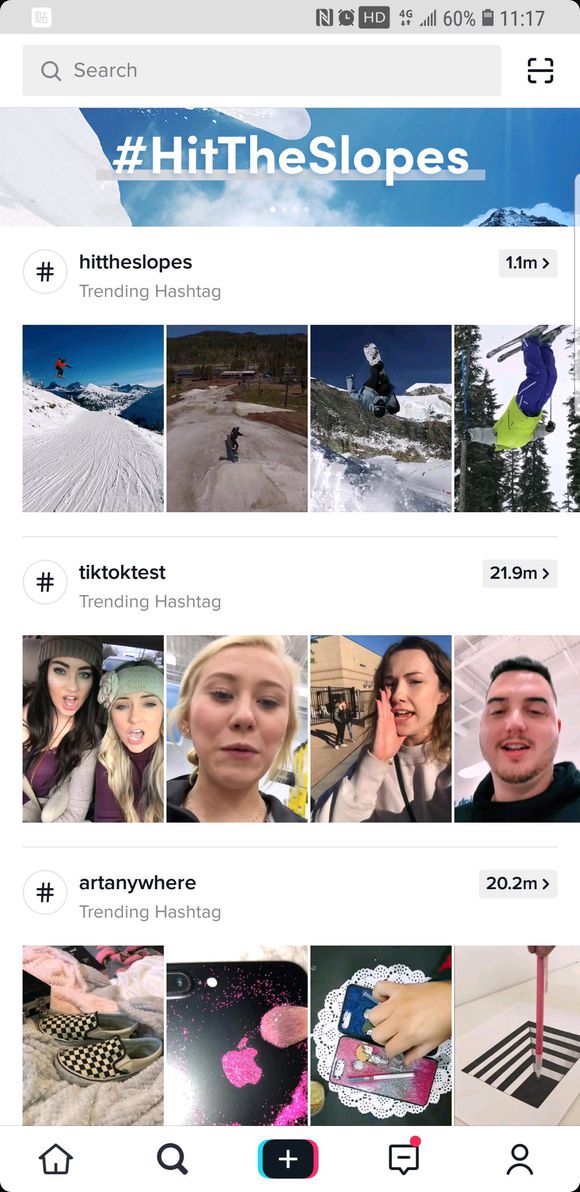 HD 4G 60% 11:17
Search
#HitTheSlopes
# hittheslopes 1.1m >
Trending Hashtag
# tiktoktest 21.9m >
Trending Hashtag
# artanywhere 20.2m >
Trending Hashtag